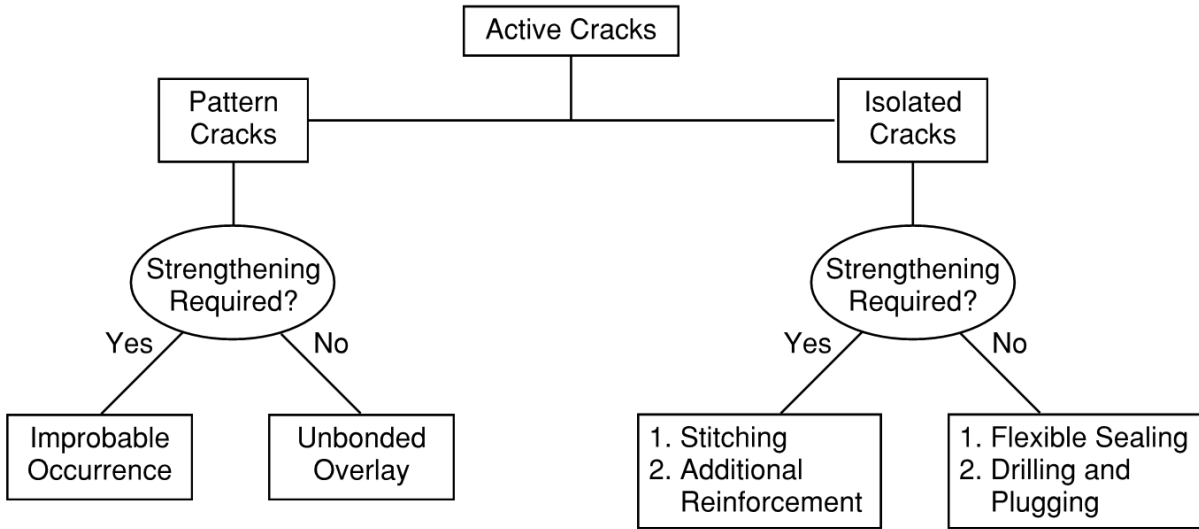 Active Cracks
Pattern
Cracks
Isolated
Cracks
Strengthening
Required?
Strengthening
Required?
Yes
No
Yes
No
Improbable
Occurrence
Unbonded
Overlay
1. Stitching
2. Additional
Reinforcement
1. Flexible Sealing
2. Drilling and
Plugging